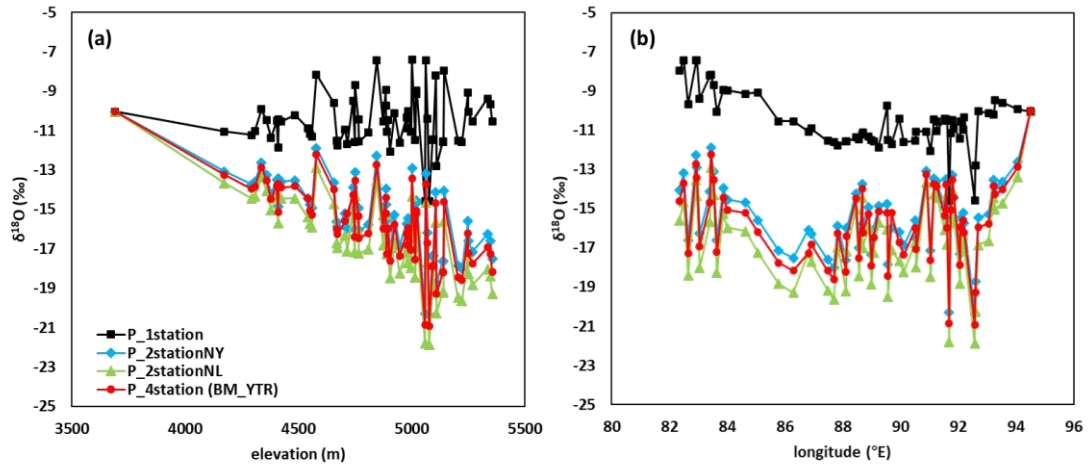 (a)
-5
-7
-9
-11
-13
-15
-17
-19
-21
-23
-25
δ¹⁸O (‰)
P_1station
P_2stationNY
P_2stationNL
P_4station (BM_YTR)
3500 4000 4500 5000 5500
elevation (m)
(b)
-5
-7
-9
-11
-13
-15
-17
-19
-21
-23
-25
δ¹⁸O (‰)
80 82 84 86 88 90 92 94 96
longitude (°E)